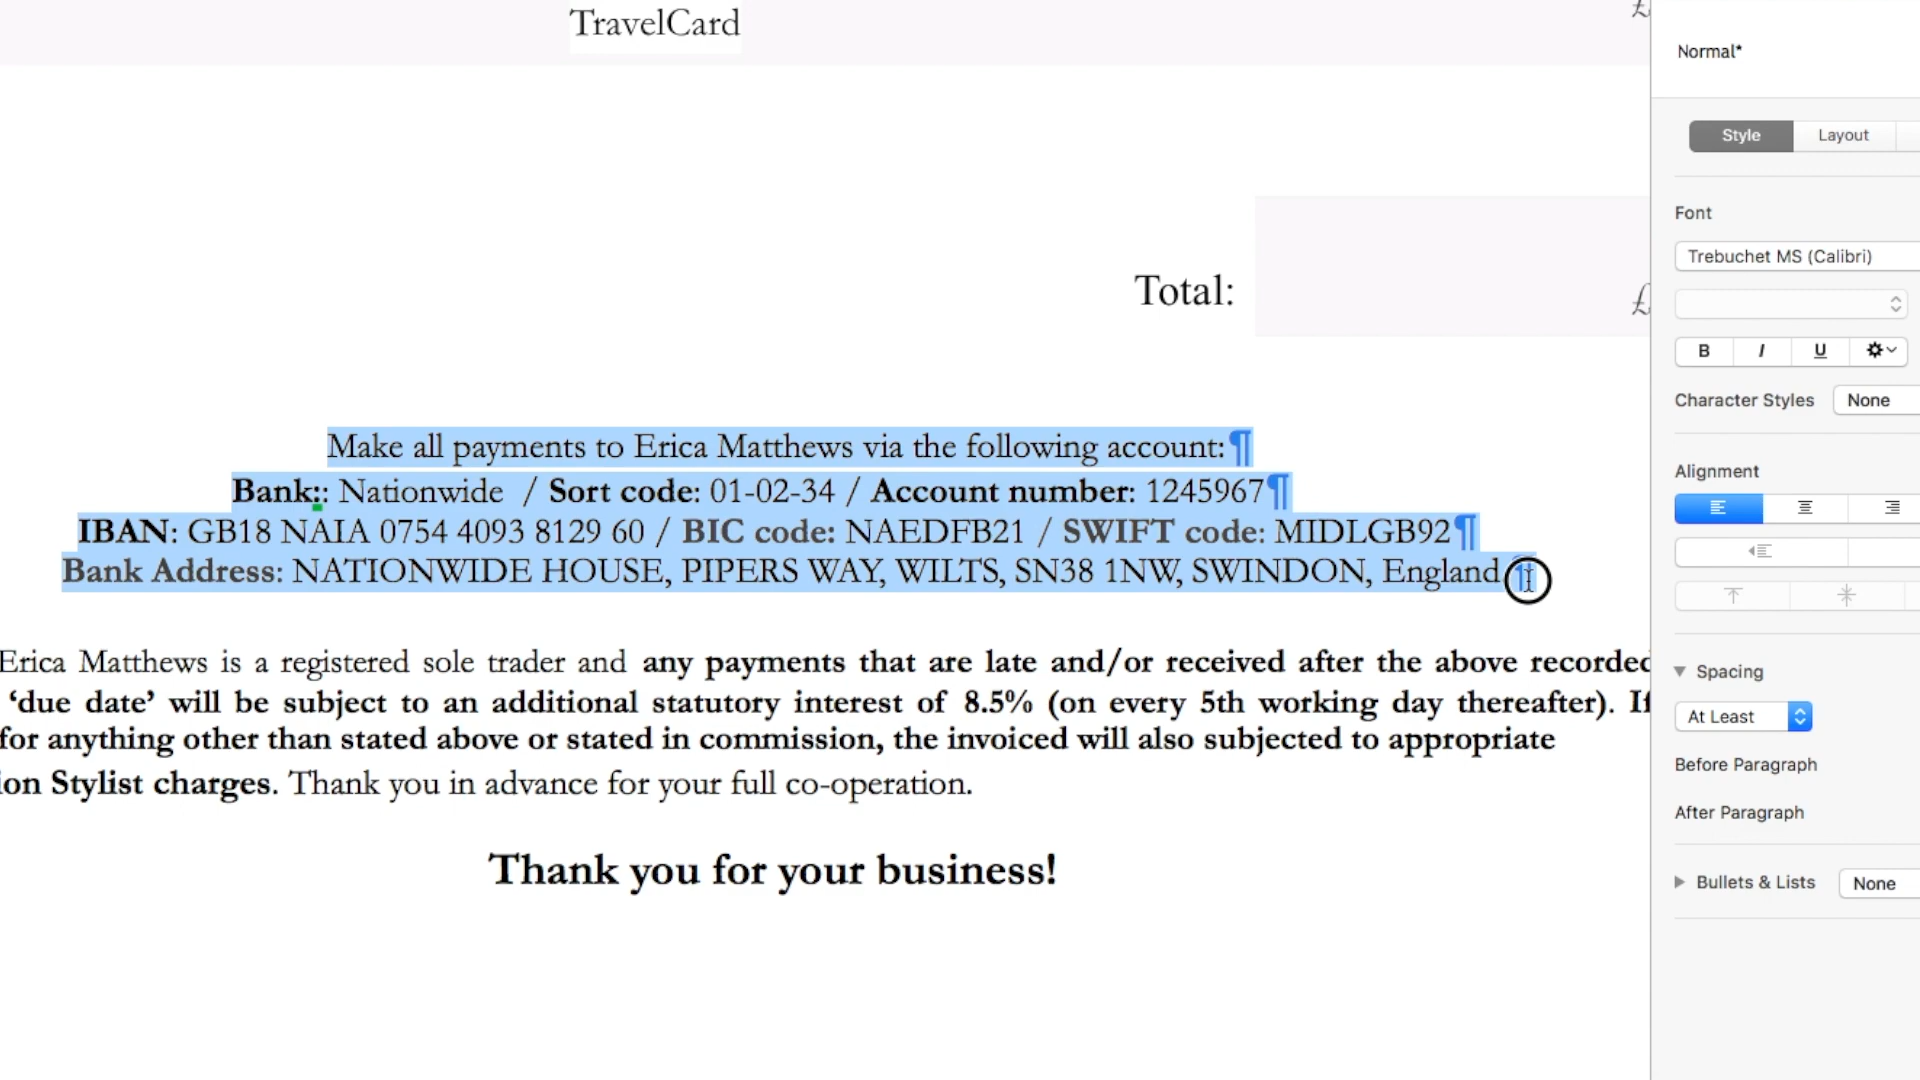 TravelCard
£
Normal*
Style Layout
Font
Trebuchet MS (Calibri)
Total:
£
B I U
Character Styles None
Make all payments to Erica Matthews via the following account:¶
Bank:: Nationwide / Sort code: 01-02-34 / Account number: 1245967¶
IBAN: GB18 NAIA 0754 4093 8129 60 / BIC code: NAEDFB21 / SWIFT code: MIDLGB92¶
Bank Address: NATIONWIDE HOUSE, PIPERS WAY, WILTS, SN38 1NW, SWINDON, England ¶
Alignment
Erica Matthews is a registered sole trader and any payments that are late and/or received after the above recorded
‘due date’ will be subject to an additional statutory interest of 8.5% (on every 5th working day thereafter). If
for anything other than stated above or stated in commission, the invoiced will also subjected to appropriate
ion Stylist charges. Thank you in advance for your full co-operation.
Thank you for your business!
Spacing
At Least
Before Paragraph
After Paragraph
Bullets & Lists None